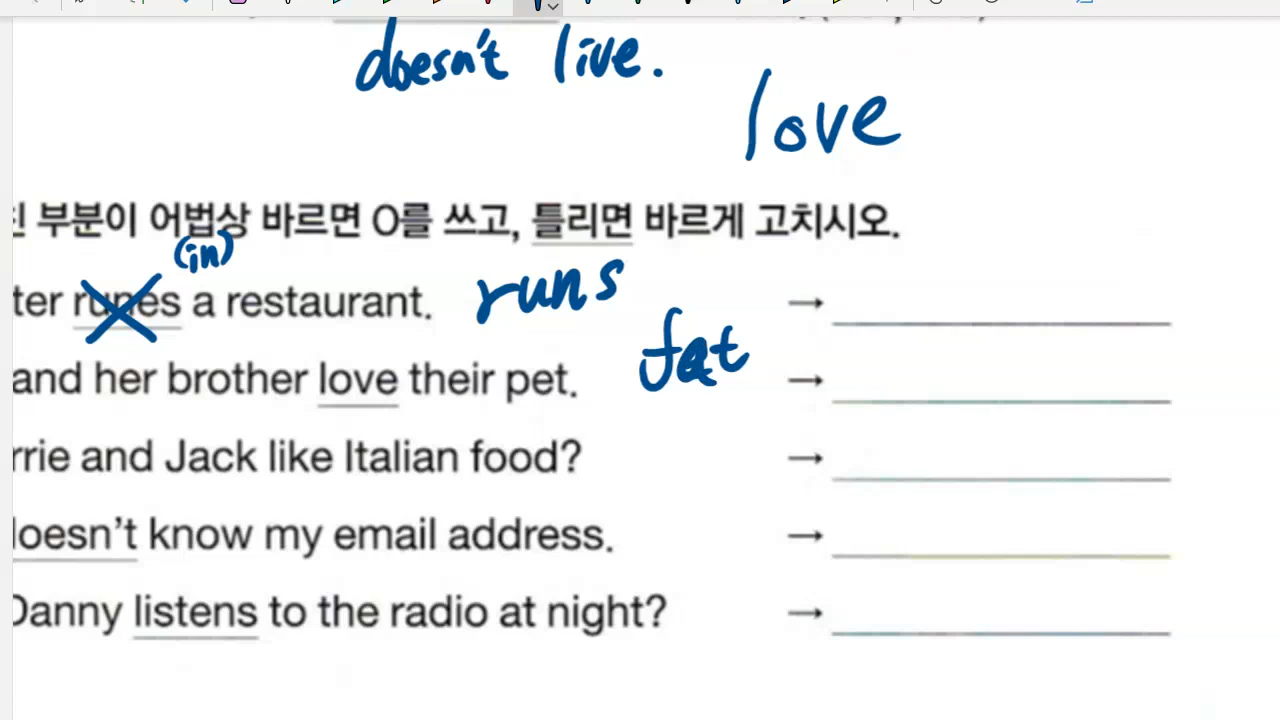 doesn't live.
love
부분이 어법상 바르면 O를 쓰고, 틀리면 바르게 고치시오.
(in)
ter runes a restaurant. runs →
and her brother love their pet. fat →
rrie and Jack like Italian food? →
doesn't know my email address. →
Danny listens to the radio at night? →